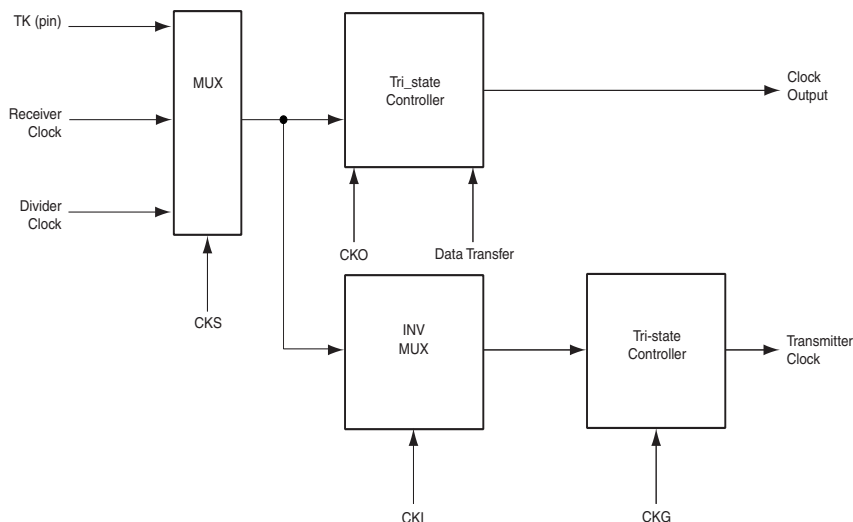 TK (pin)
MUX
Tri_state
Controller
Clock
Output
Receiver
Clock
Divider
Clock
CKO
Data Transfer
CKS
INV
MUX
Tri-state
Controller
Transmitter
Clock
CKI
CKG